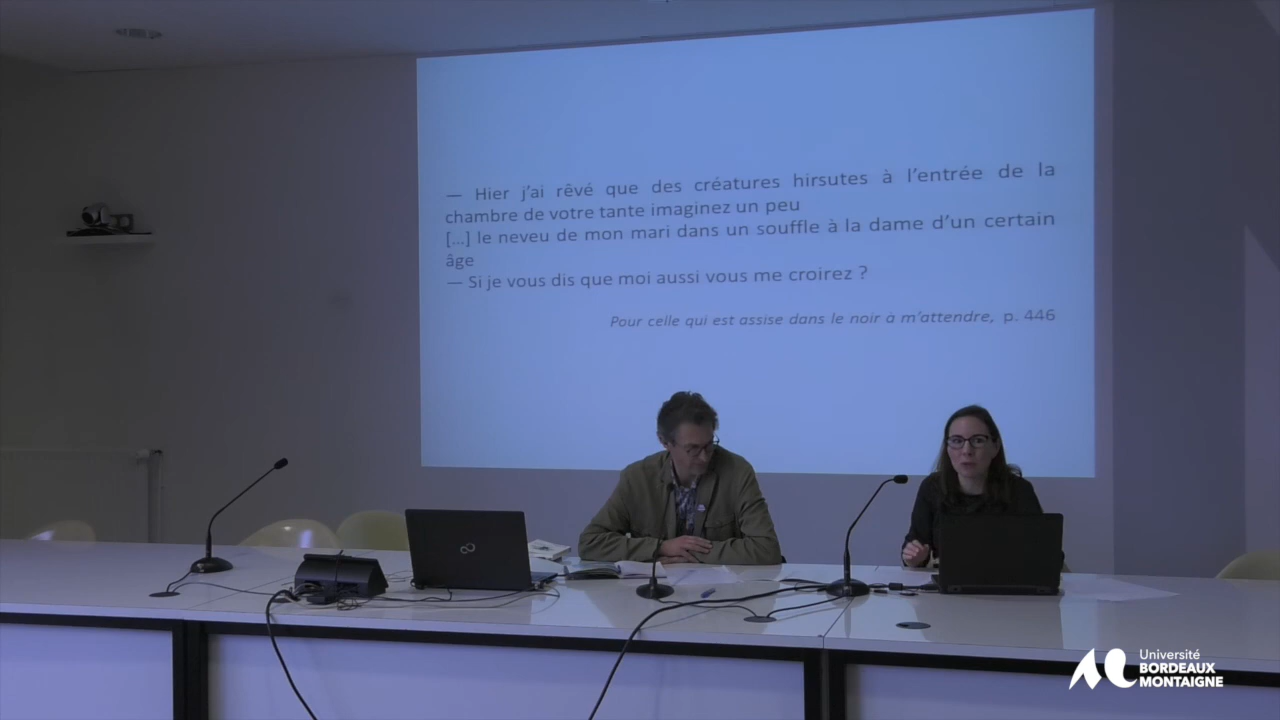 — Hier j'ai rêvé que des créatures hirsutes à l'entrée de la
chambre de votre tante imaginez un peu
[...] le neveu de mon mari dans un souffle à la dame d'un certain
âge
— Si je vous dis que moi aussi vous me croirez ?
Pour celle qui est assise dans le noir à m'attendre, p. 446
Université
BORDEAUX
MONTAIGNE